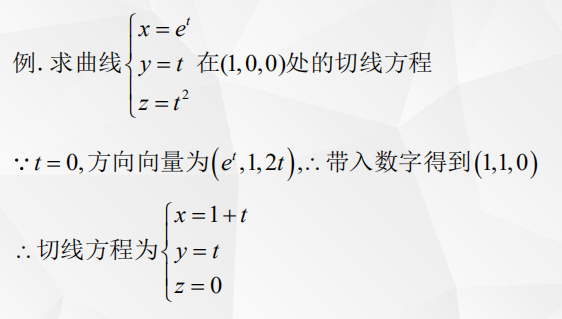 例. 求曲线{x = e^t, y = t, z = t^2 在(1,0,0)处的切线方程
∵t = 0,方向向量为(e^t,1,2t),∴带入数字得到(1,1,0)
∴切线方程为{x = 1+t, y = t, z = 0